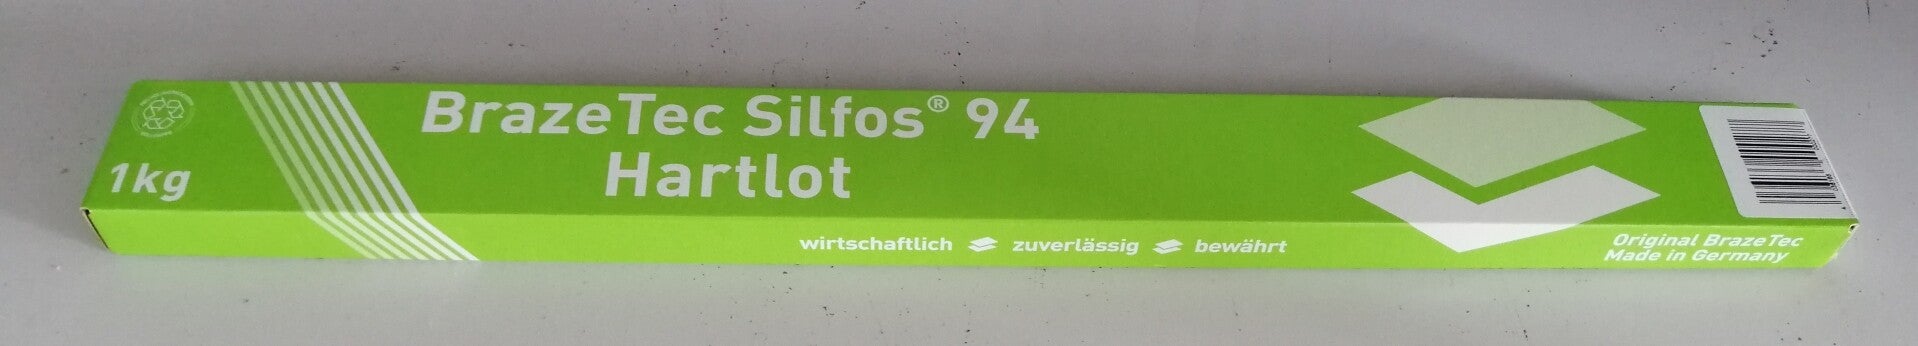 1kg
BrazeTec Silfos® 94
Hartlot
wirtschaftlich zuverlässig bewährt
Original BrazeTec
Made in Germany